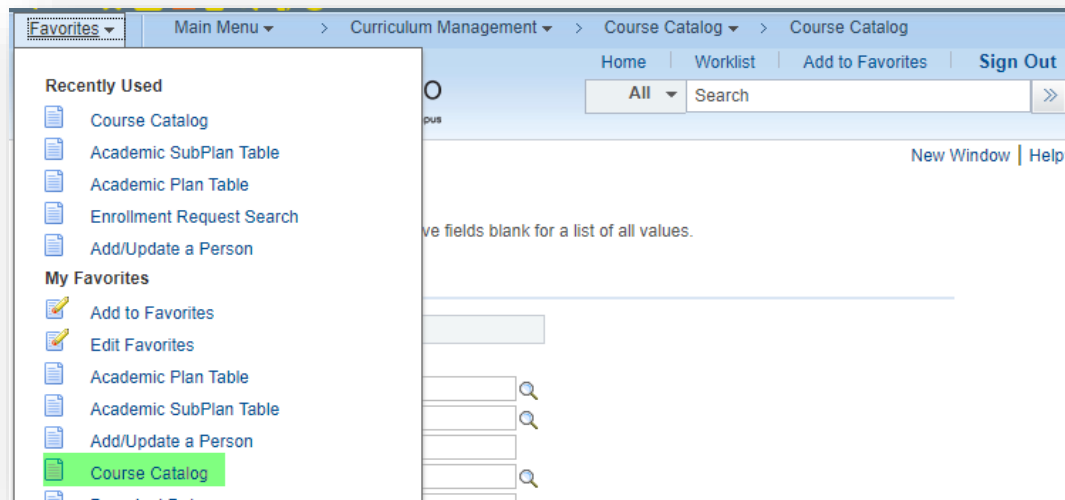 Favorites Main Menu > Curriculum Management > Course Catalog > Course Catalog
Home Worklist Add to Favorites Sign Out
All Search
O
pus
New Window | Help
Recently Used
Course Catalog
Academic SubPlan Table
Academic Plan Table
Enrollment Request Search
Add/Update a Person
My Favorites
Add to Favorites
Edit Favorites
Academic Plan Table
Academic SubPlan Table
Add/Update a Person
Course Catalog
ve fields blank for a list of all values.